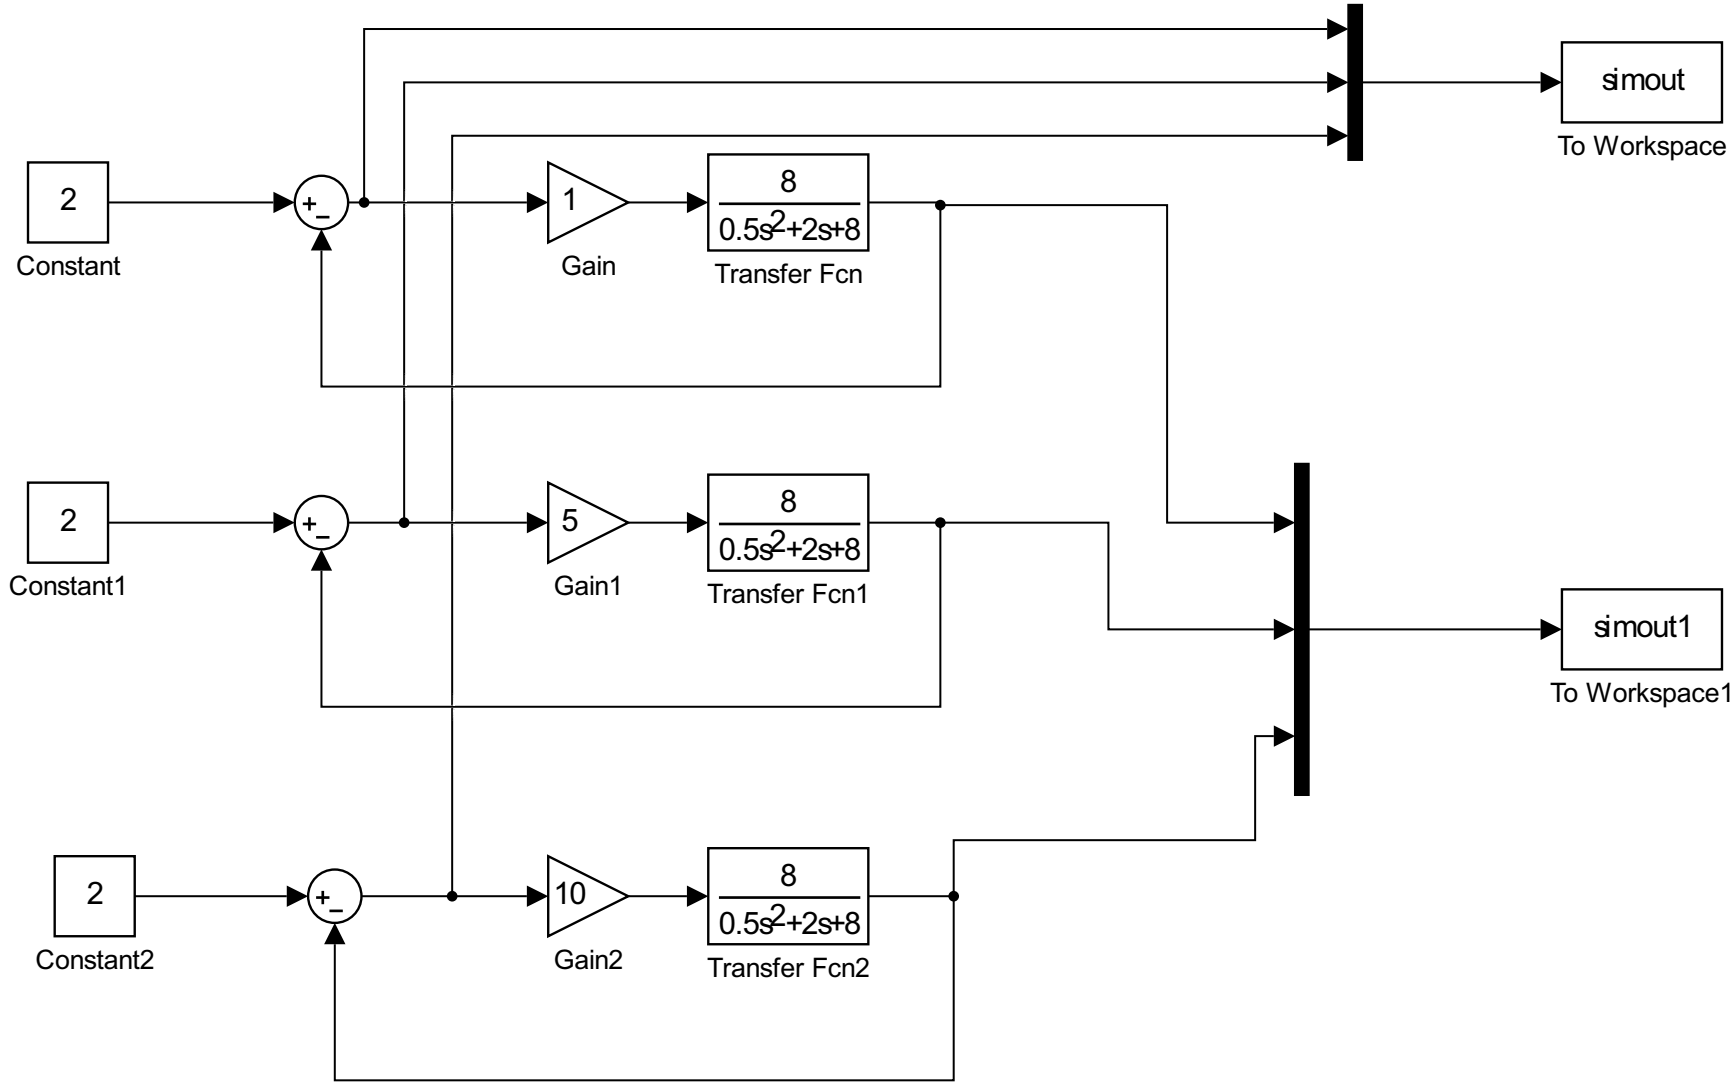 simout
To Workspace
2
Constant
+
−
1
Gain
8
0.5s²+2s+8
Transfer Fcn
2
Constant1
+
−
5
Gain1
8
0.5s²+2s+8
Transfer Fcn1
simout1
To Workspace1
2
Constant2
+
−
10
Gain2
8
0.5s²+2s+8
Transfer Fcn2